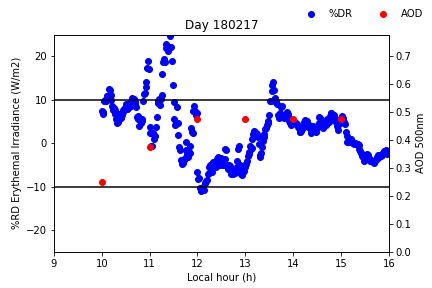 %DR AOD
Day 180217
%RD Erythemal Irradiance (W/m2)
20
10
0
−10
−20
0.7
0.6
0.5
0.4
0.3
0.2
0.1
0.0
AOD 500nm
9 10 11 12 13 14 15 16
Local hour (h)